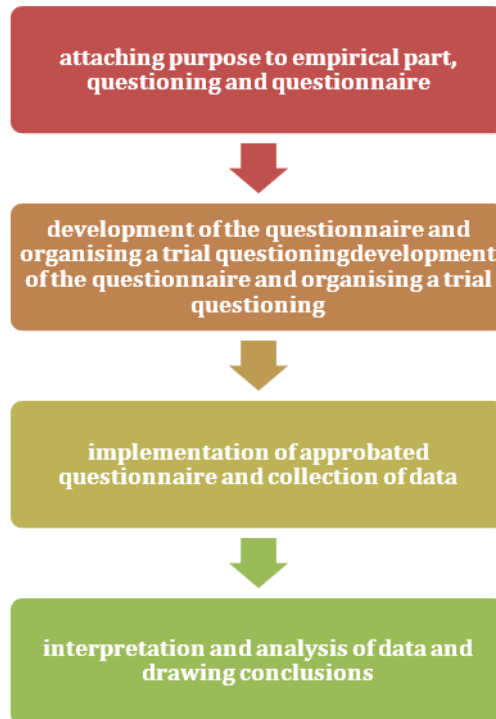 attaching purpose to empirical part,
questioning and questionnaire
development of the questionnaire and
organising a trial questioningdevelopment
of the questionnaire and organising a trial
questioning
implementation of approbated
questionnaire and collection of data
interpretation and analysis of data and
drawing conclusions